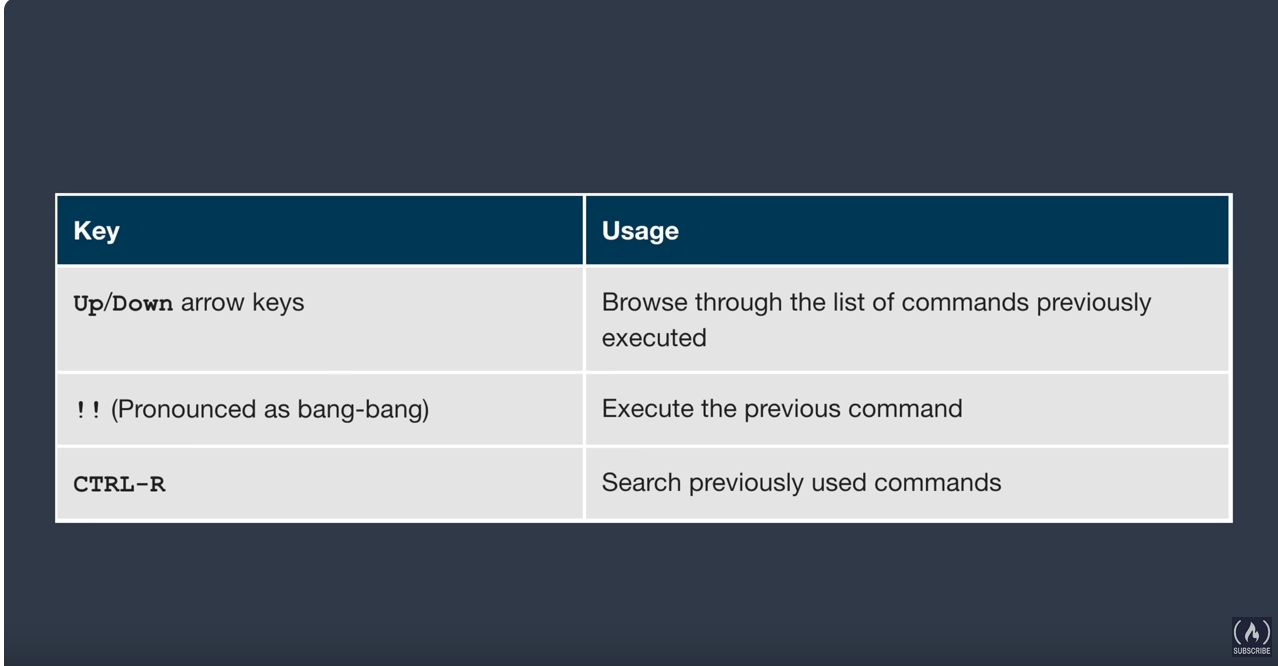 Key
Usage
Up/Down arrow keys
Browse through the list of commands previously
executed
!! (Pronounced as bang-bang)
Execute the previous command
CTRL-R
Search previously used commands
SUBSCRIBE